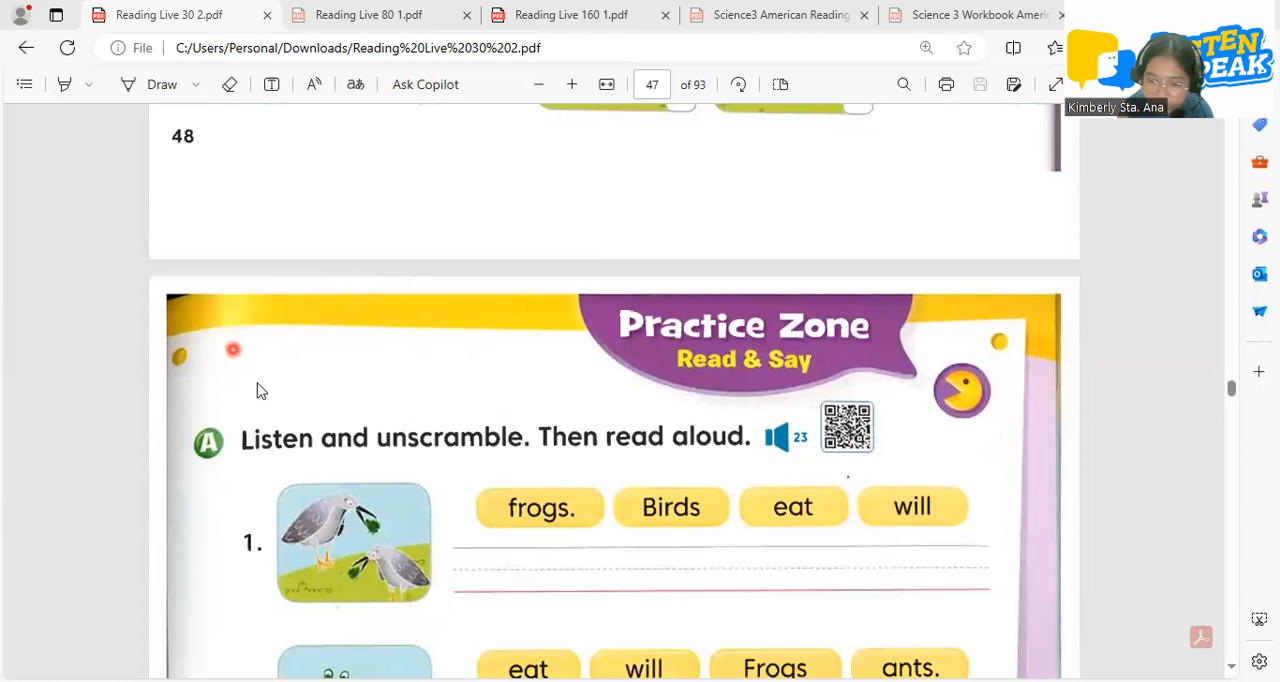 Reading Live 30 2.pdf
Reading Live 80 1.pdf
Reading Live 160 1.pdf
Science3 American Reading
Science 3 Workbook Americ
File
C:/Users/Personal/Downloads/Reading%20Live%2030%202.pdf
Draw
aあ
Ask Copilot
47
of 93
Kimberly Sta. Ana
48
Practice Zone
Read & Say
A
Listen and unscramble. Then read aloud.
23
frogs. Birds eat will
1.
eat will Frogs ants.